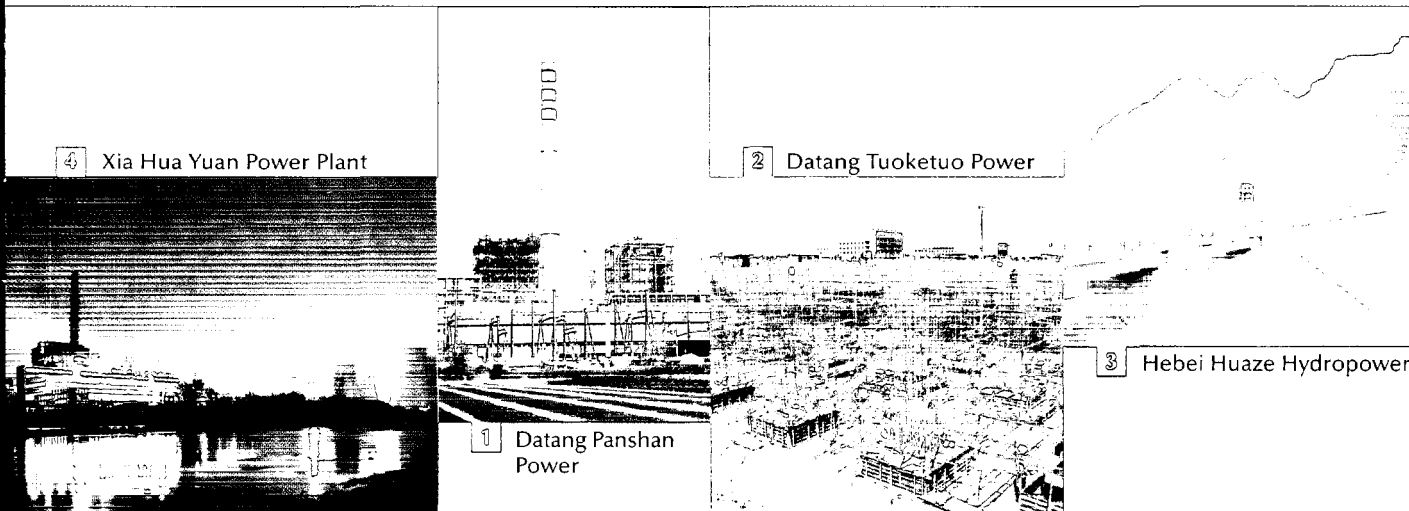 4 Xia Hua Yuan Power Plant
2 Datang Tuoketuo Power
3 Hebei Huaze Hydropower
1 Datang Panshan
Power